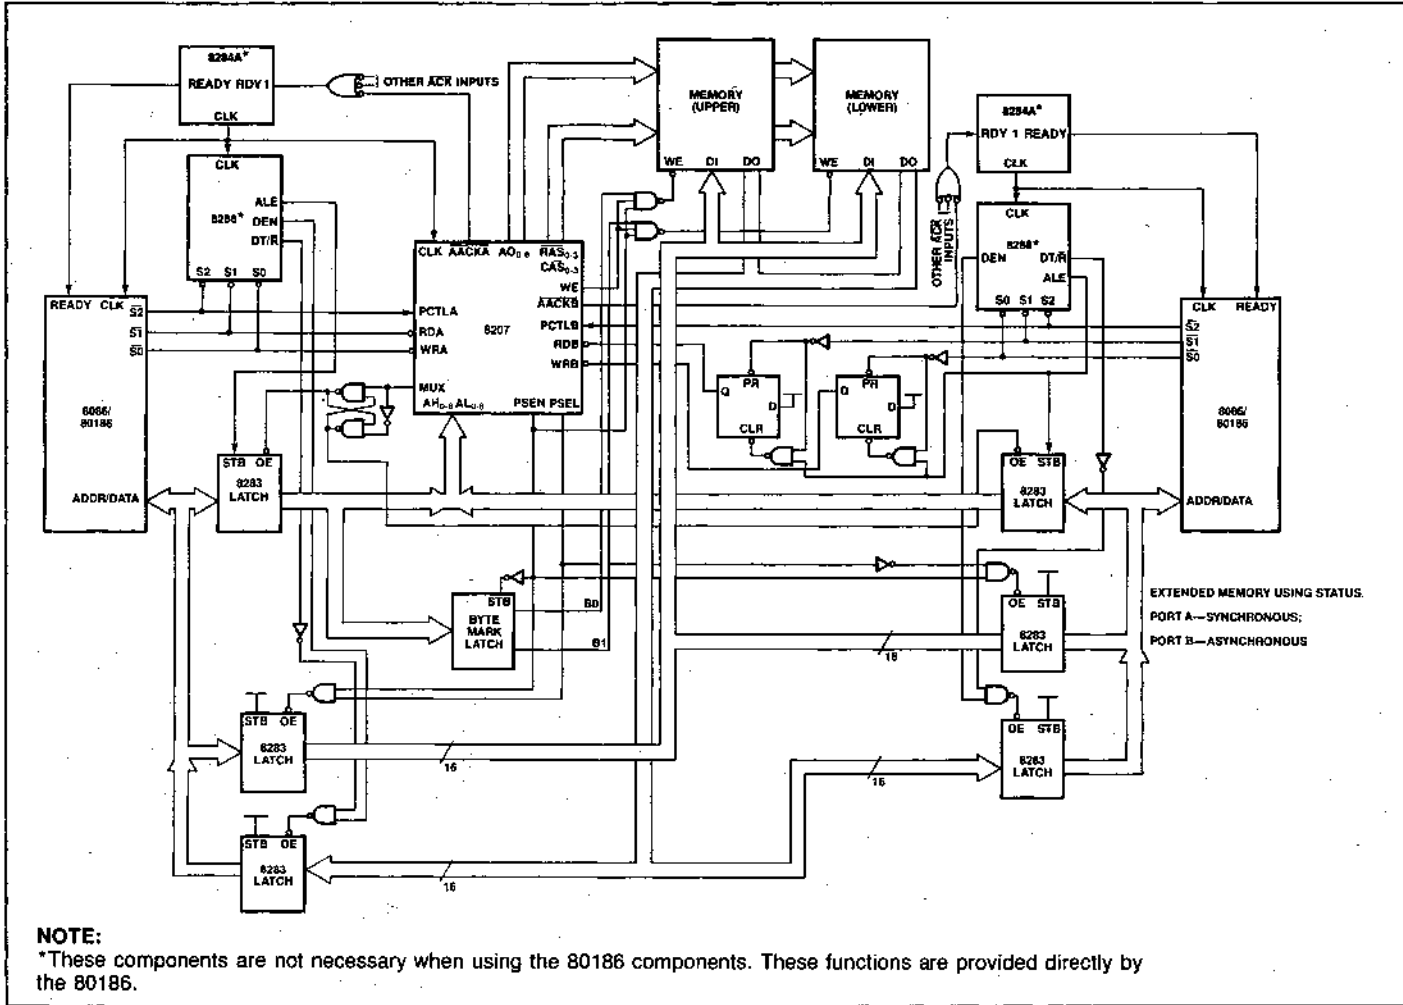 8284A*
READY RDY1
CLK
OTHER ACK INPUTS
MEMORY
(UPPER)
WE DI DO
MEMORY
(LOWER)
WE DI DO
8284A*
RDY 1 READY
CLK
CLK
ALE
8288*
DEN
DT/R
S2 S1 S0
OTHER ACK
INPUTS
CLK
8288*
DEN DT/R
ALE
S0 S1 S2
READY CLK
S2
S1
S0
8086/
80186
ADDR/DATA
CLK AACKA AO0-8 RAS0-3
CAS0-3
WE
AACKB
PCTLA
PCTLB
8207
RDA
RDB
WRA
WRB
MUX
AH0-8 AL0-8 PSEN PSEL
PR
Q
D
CLR
PR
D
CLR
CLK READY
S2
S1
S0
8086/
80186
ADDR/DATA
STB OE
8283
LATCH
OE STB
8283
LATCH
STB
BYTE
MARK
LATCH
B0
B1
OE STB
8283
LATCH
16
EXTENDED MEMORY USING STATUS.
PORT A—SYNCHRONOUS;
PORT B—ASYNCHRONOUS
STB OE
8283
LATCH
16
OE STB
8283
LATCH
16
STB OE
8283
LATCH
16
NOTE:
*These components are not necessary when using the 80186 components. These functions are provided directly by
the 80186.